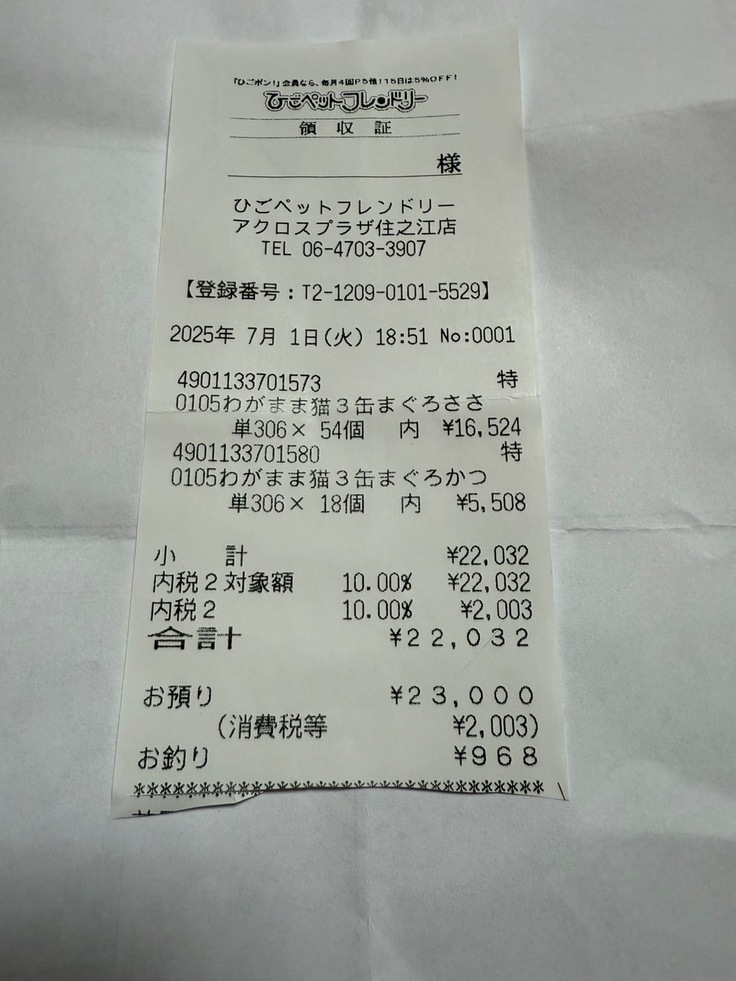 「ひごポン!」会員なら、毎月4回P5倍!15日は5%OFF!
ひごペットフレンドリー
領 収 証
様
ひごペットフレンドリー
アクロスプラザ住之江店
TEL 06-4703-3907
【登録番号:T2-1209-0101-5529】
2025年 7月 1日(火) 18:51 No:0001
4901133701573 特
0105わがまま猫3缶まぐろささ
単306× 54個 内 ¥16,524
4901133701580 特
0105わがまま猫3缶まぐろかつ
単306× 18個 内 ¥5,508
小 計 ¥22,032
内税2対象額 10.00% ¥22,032
内税2 10.00% ¥2,003
合計 ¥22,032
お預り ¥23,000
(消費税等 ¥2,003)
お釣り ¥968